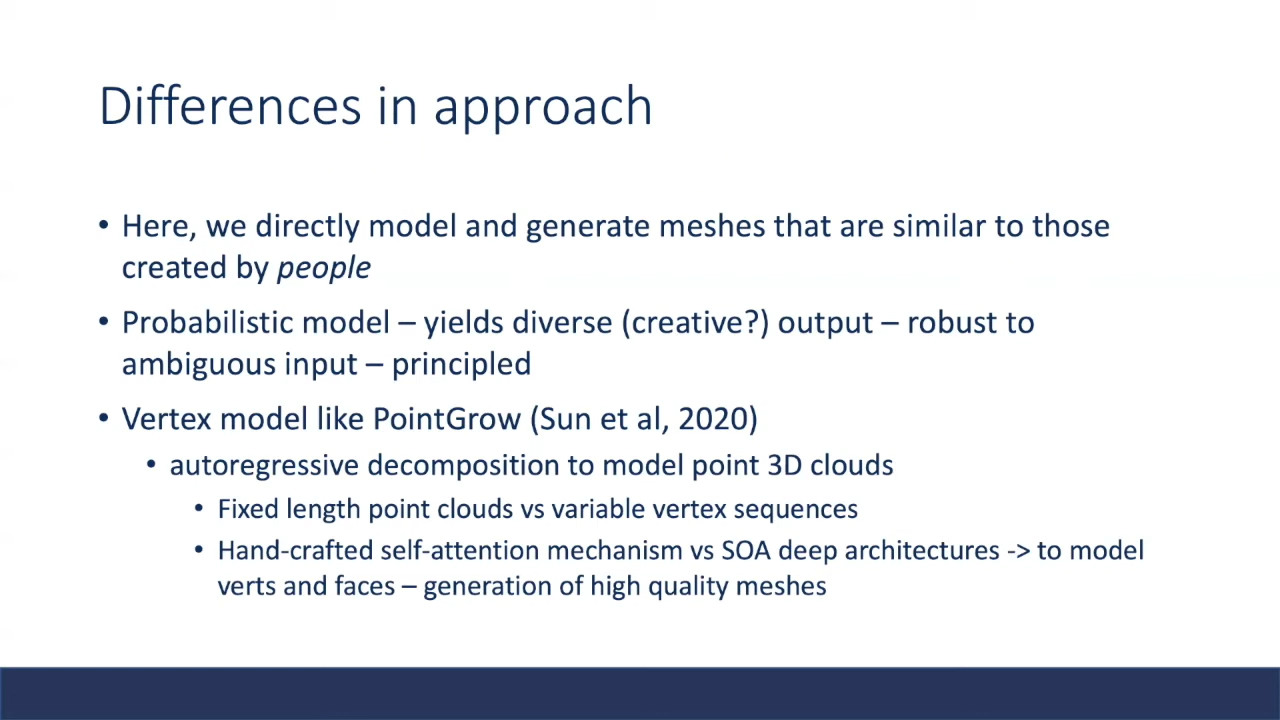 Differences in approach
• Here, we directly model and generate meshes that are similar to those
created by people
• Probabilistic model – yields diverse (creative?) output – robust to
ambiguous input – principled
• Vertex model like PointGrow (Sun et al, 2020)
• autoregressive decomposition to model point 3D clouds
• Fixed length point clouds vs variable vertex sequences
• Hand-crafted self-attention mechanism vs SOA deep architectures -> to model
verts and faces – generation of high quality meshes